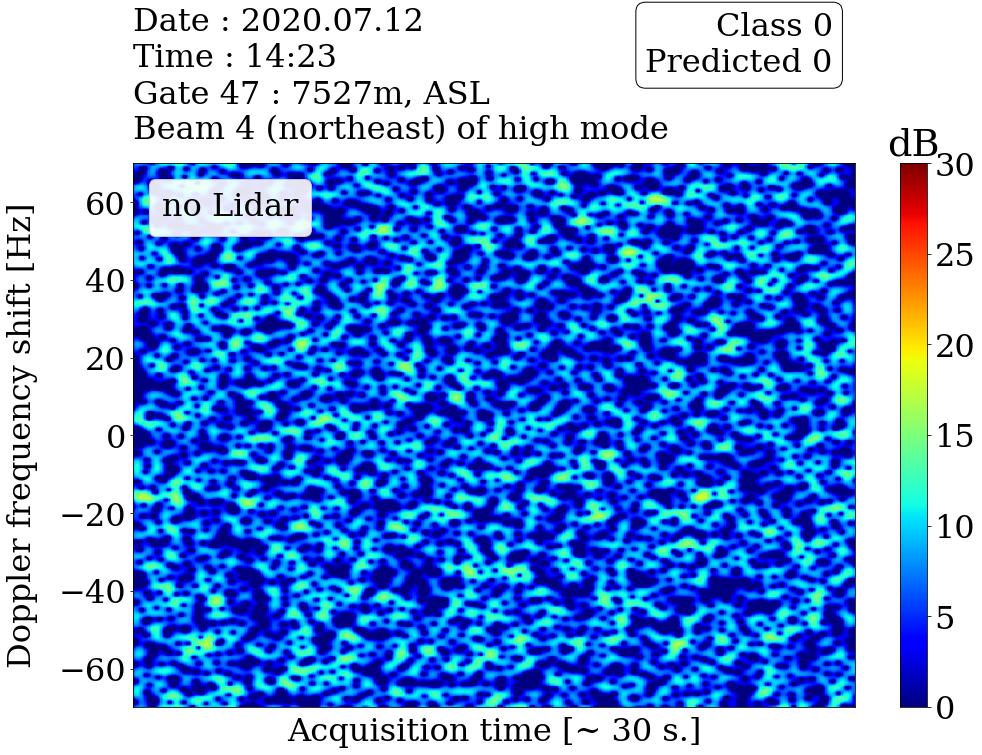 Date : 2020.07.12
Time : 14:23
Gate 47 : 7527m, ASL
Beam 4 (northeast) of high mode
Class 0
Predicted 0
dB
no Lidar
Doppler frequency shift [Hz]
60
40
20
0
−20
−40
−60
30
25
20
15
10
5
0
Acquisition time [~ 30 s.]